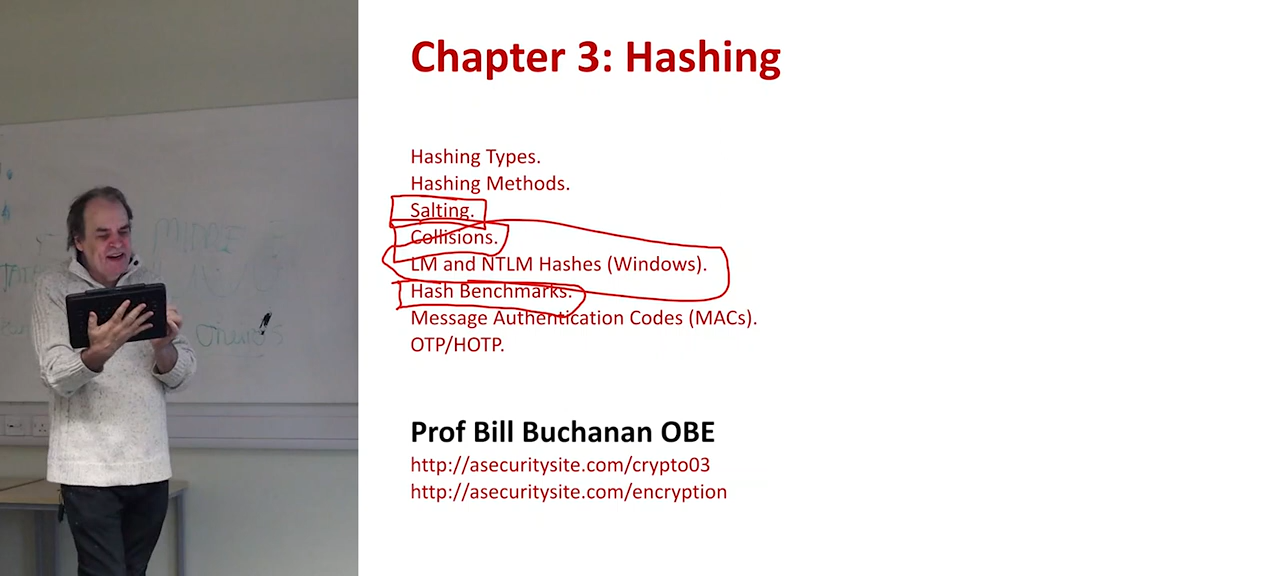 Chapter 3: Hashing
Hashing Types.
Hashing Methods.
Salting.
Collisions.
LM and NTLM Hashes (Windows).
Hash Benchmarks.
Message Authentication Codes (MACs).
OTP/HOTP.
Prof Bill Buchanan OBE
http://asecuritysite.com/crypto03
http://asecuritysite.com/encryption